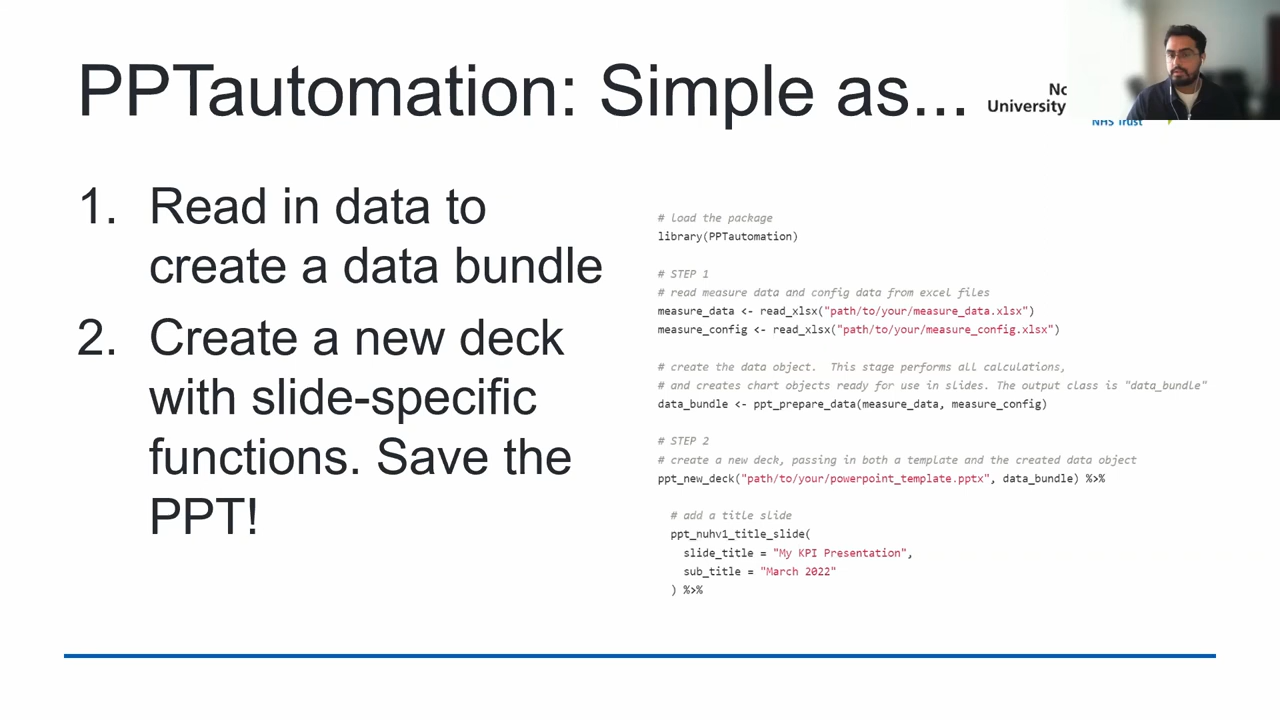 PPTautomation: Simple as...
University
NHS Trust
1. Read in data to
create a data bundle
2. Create a new deck
with slide-specific
functions. Save the
PPT!
# load the package
library(PPTautomation)
# STEP 1
# read measure data and config data from excel files
measure_data <- read_xlsx("path/to/your/measure_data.xlsx")
measure_config <- read_xlsx("path/to/your/measure_config.xlsx")
# create the data object.  This stage performs all calculations,
# and creates chart objects ready for use in slides. The output class is "data_bundle"
data_bundle <- ppt_prepare_data(measure_data, measure_config)
# STEP 2
# create a new deck, passing in both a template and the created data object
ppt_new_deck("path/to/your/powerpoint_template.pptx", data_bundle) %>%
# add a title slide
ppt_nuhv1_title_slide(
slide_title = "My KPI Presentation",
sub_title = "March 2022"
) %>%